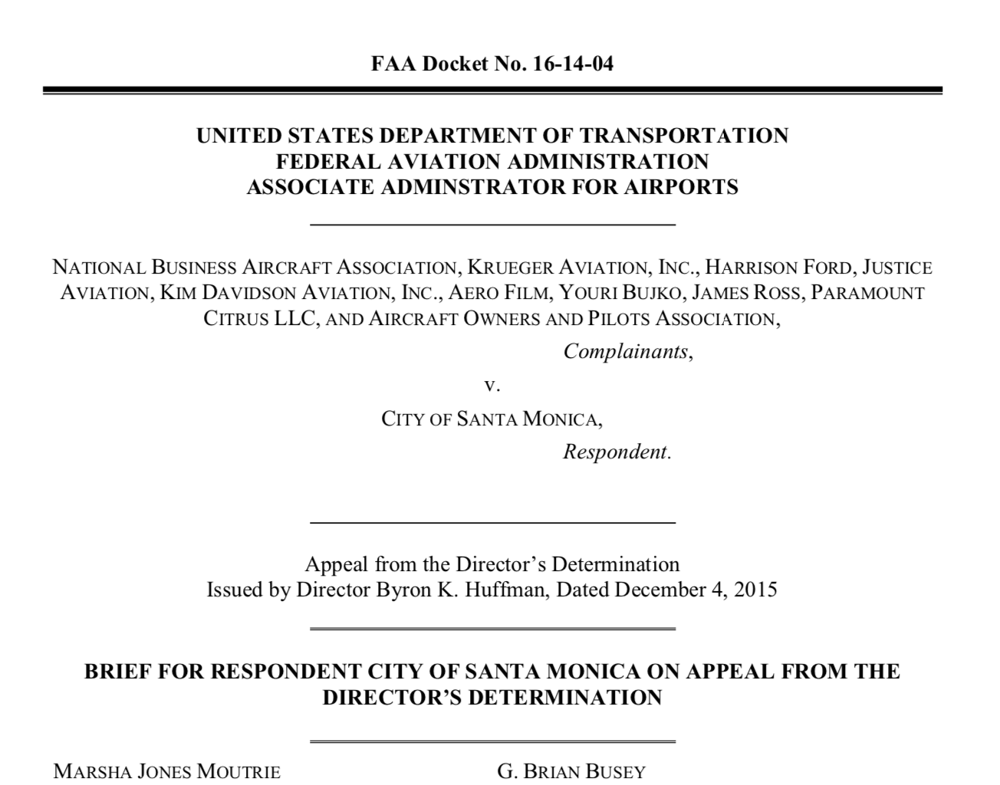 FAA Docket No. 16-14-04
UNITED STATES DEPARTMENT OF TRANSPORTATION
FEDERAL AVIATION ADMINISTRATION
ASSOCIATE ADMINSTRATOR FOR AIRPORTS
NATIONAL BUSINESS AIRCRAFT ASSOCIATION, KRUEGER AVIATION, INC., HARRISON FORD, JUSTICE
AVIATION, KIM DAVIDSON AVIATION, INC., AERO FILM, YOURI BUJKO, JAMES ROSS, PARAMOUNT
CITRUS LLC, AND AIRCRAFT OWNERS AND PILOTS ASSOCIATION,
Complainants,
v.
CITY OF SANTA MONICA,
Respondent.
Appeal from the Director’s Determination
Issued by Director Byron K. Huffman, Dated December 4, 2015
BRIEF FOR RESPONDENT CITY OF SANTA MONICA ON APPEAL FROM THE
DIRECTOR’S DETERMINATION
MARSHA JONES MOUTRIE G. BRIAN BUSEY